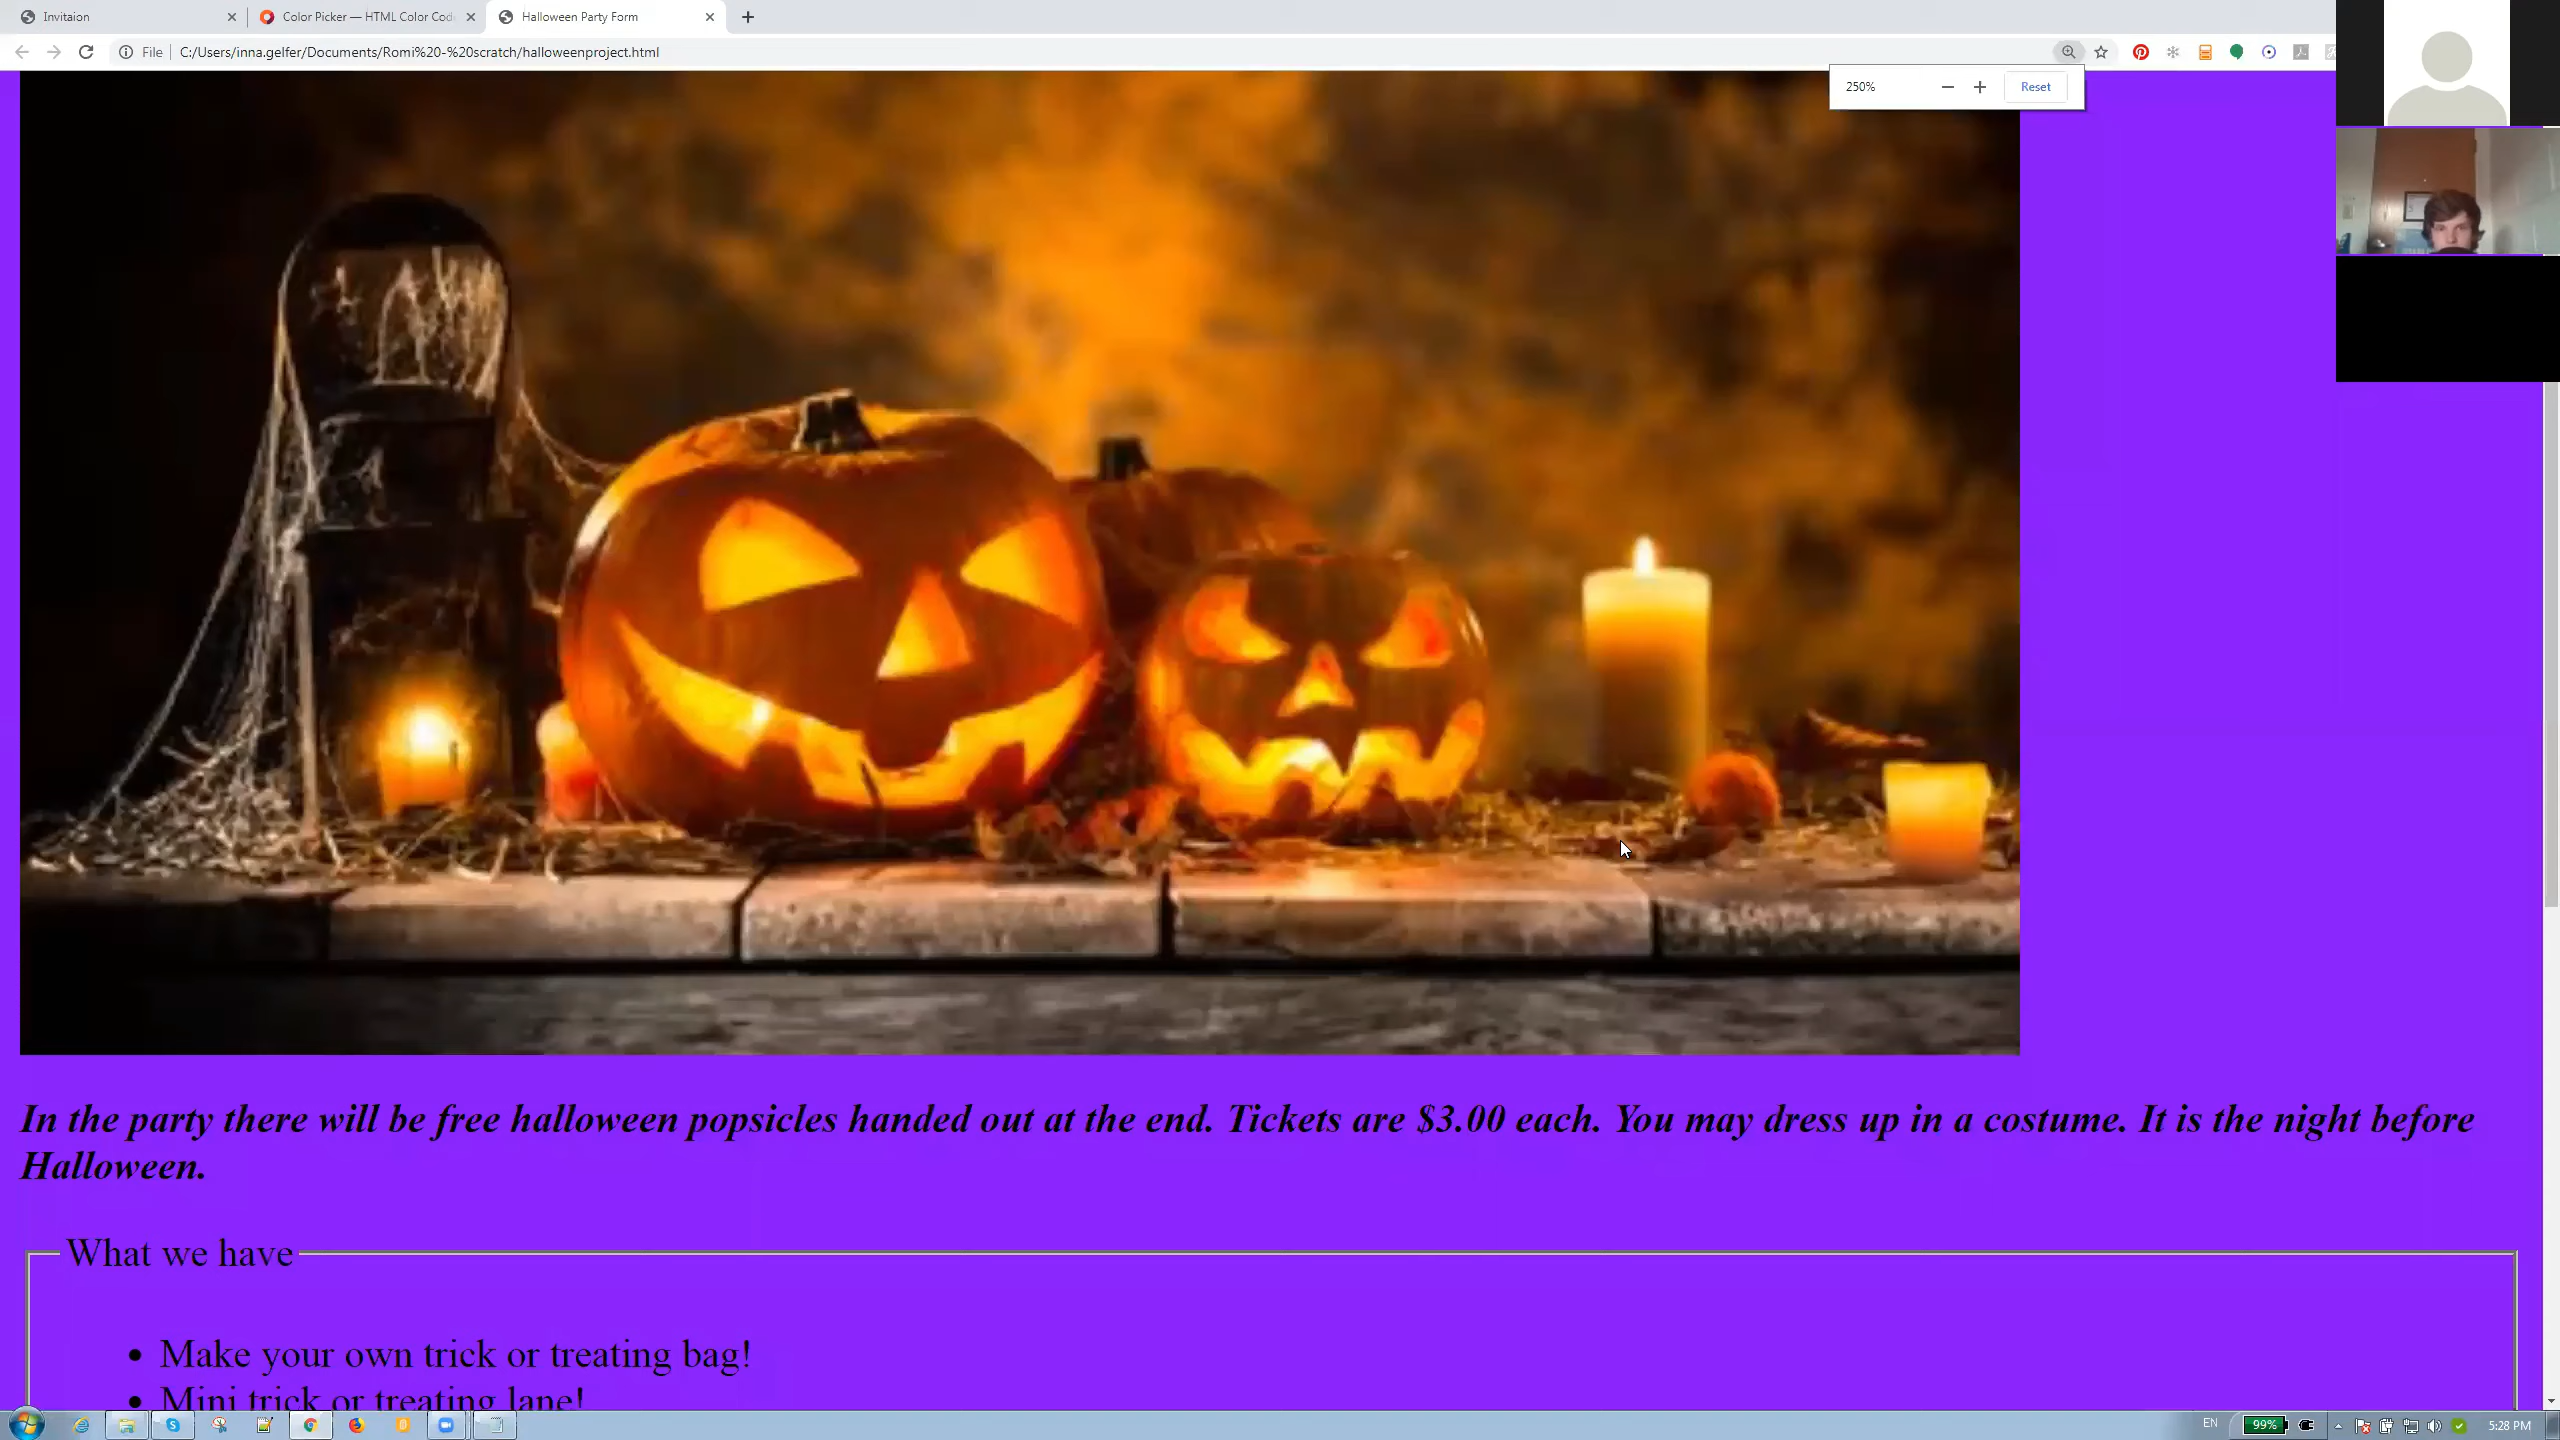 Invitaion
Color Picker — HTML Color Cod
Halloween Party Form
File
C:/Users/inna.gelfer/Documents/Romi%20-%20scratch/halloweenproject.html
250%
Reset
In the party there will be free halloween popsicles handed out at the end. Tickets are $3.00 each. You may dress up in a costume. It is the night before
Halloween.
What we have
Make your own trick or treating bag!
Mini trick or treating lane!
EN
99%
5:28 PM